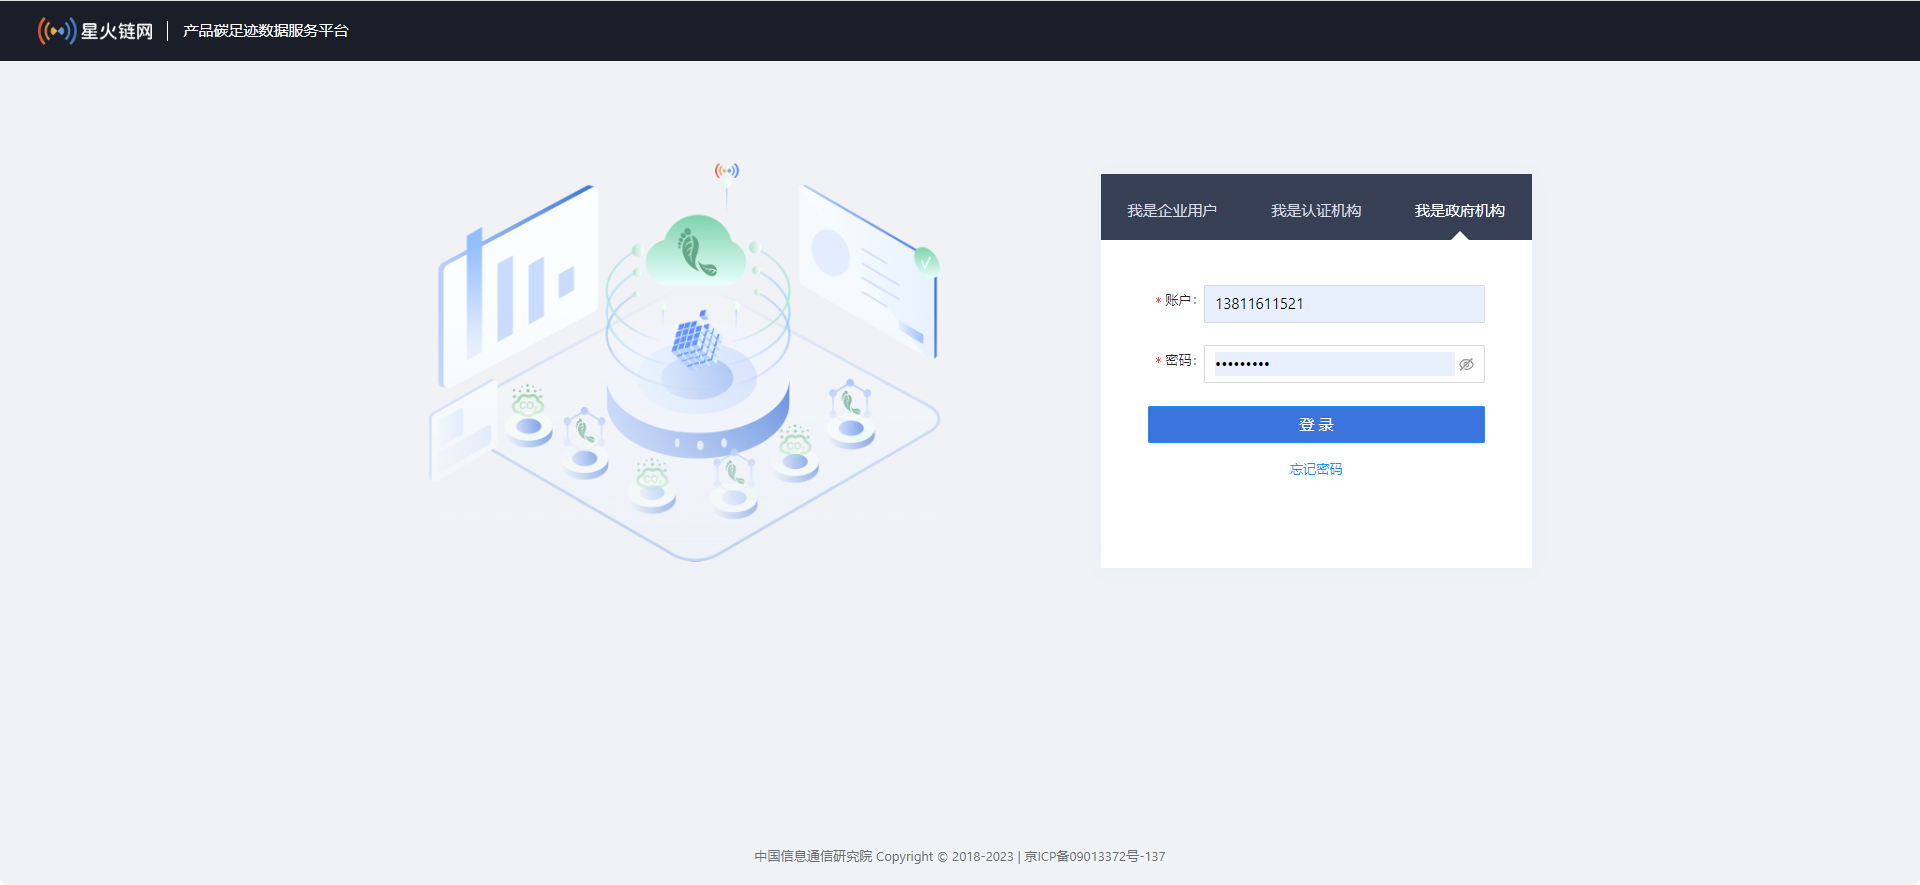 星火链网
产品碳足迹数据服务平台
我是企业用户 我是认证机构 我是政府机构
* 账户: 13811611521
* 密码: •••••••••
登 录
忘记密码
CO₂
CO₂
CO₂
中国信息通信研究院 Copyright © 2018-2023 | 京ICP备09013372号-137